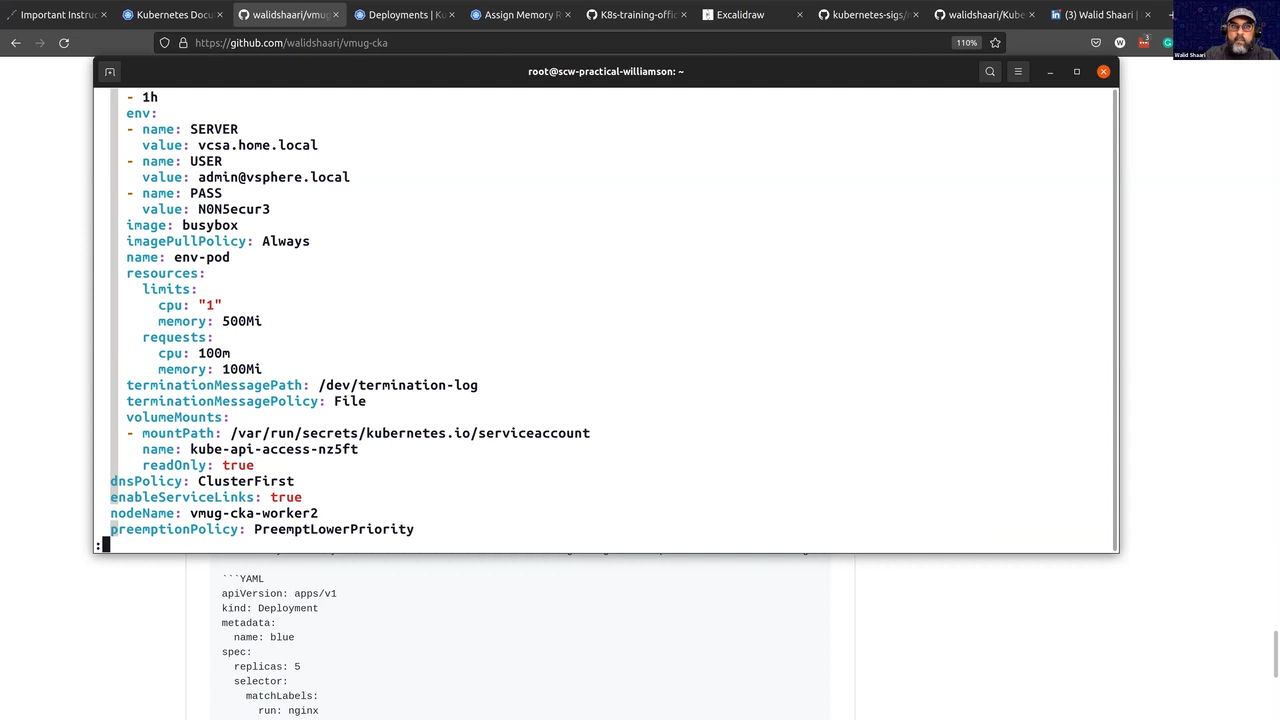 Important Instruc
Kubernetes Docu
walidshaari/vmug
Deployments | Ku
Assign Memory R
K8s-training-offic
Excalidraw
kubernetes-sigs/
walidshaari/Kube
(3) Walid Shaari |
https://github.com/walidshaari/vmug-cka
110%
Walid Shaari
root@scw-practical-williamson: ~
- 1h
env:
- name: SERVER
value: vcsa.home.local
- name: USER
value: admin@vsphere.local
- name: PASS
value: N0N5ecur3
image: busybox
imagePullPolicy: Always
name: env-pod
resources:
limits:
cpu: "1"
memory: 500Mi
requests:
cpu: 100m
memory: 100Mi
terminationMessagePath: /dev/termination-log
terminationMessagePolicy: File
volumeMounts:
- mountPath: /var/run/secrets/kubernetes.io/serviceaccount
name: kube-api-access-nz5ft
readOnly: true
dnsPolicy: ClusterFirst
enableServiceLinks: true
nodeName: vmug-cka-worker2
preemptionPolicy: PreemptLowerPriority
:
```YAML
apiVersion: apps/v1
kind: Deployment
metadata:
name: blue
spec:
replicas: 5
selector:
matchLabels:
run: nginx